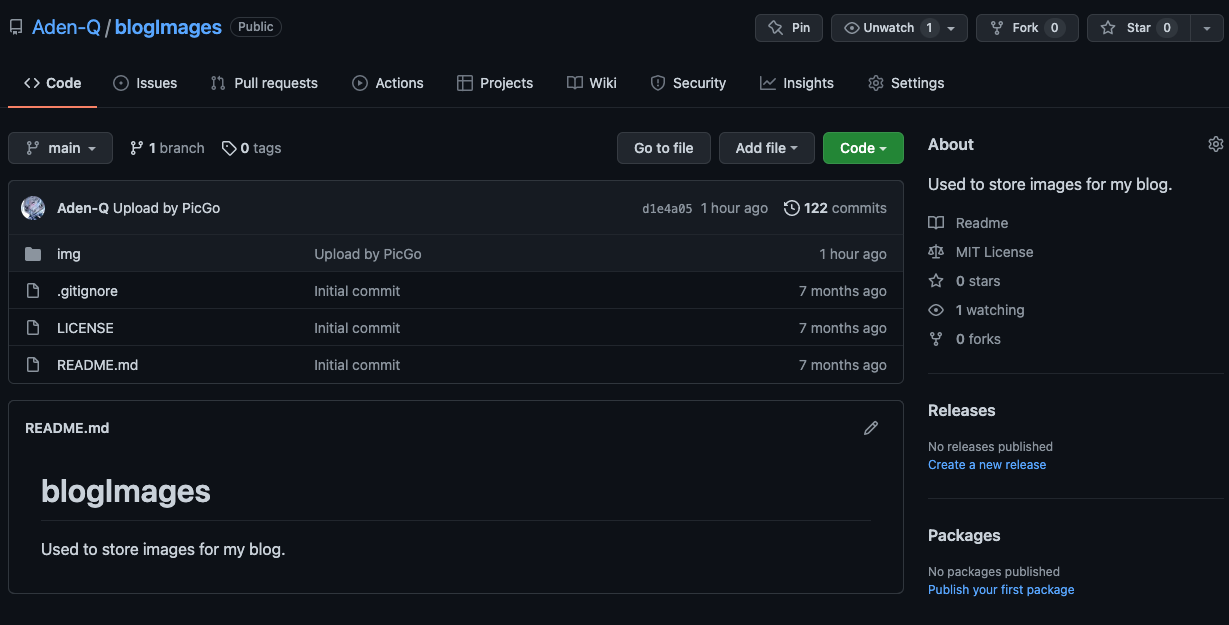 Aden-Q / blogImages Public Pin Unwatch 1 Fork 0 Star 0
Code Issues Pull requests Actions Projects Wiki Security Insights Settings
main 1 branch 0 tags Go to file Add file Code
Aden-Q Upload by PicGo d1e4a05 1 hour ago 122 commits
img Upload by PicGo 1 hour ago
.gitignore Initial commit 7 months ago
LICENSE Initial commit 7 months ago
README.md Initial commit 7 months ago
README.md
blogImages
Used to store images for my blog.
About
Used to store images for my blog.
Readme
MIT License
0 stars
1 watching
0 forks
Releases
No releases published
Create a new release
Packages
No packages published
Publish your first package